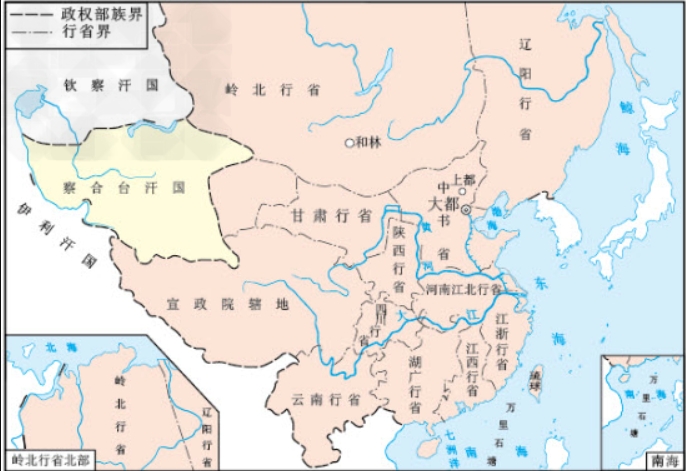 政权部族界
行省界
钦察汗国
岭北行省
辽阳行省
和林
鲸海
察合台汗国
伊利汗国
上都
中书省
大都
甘肃行省
渤海
陕西行省
黄河
宣政院辖地
河南江北行省
四川行省
大江
东海
江浙行省
江西行省
湖广行省
云南行省
琉球
万里石塘
七洲洋
南海
北海
岭北行省
辽阳行省
岭北行省北部
南海
万里石塘
南海